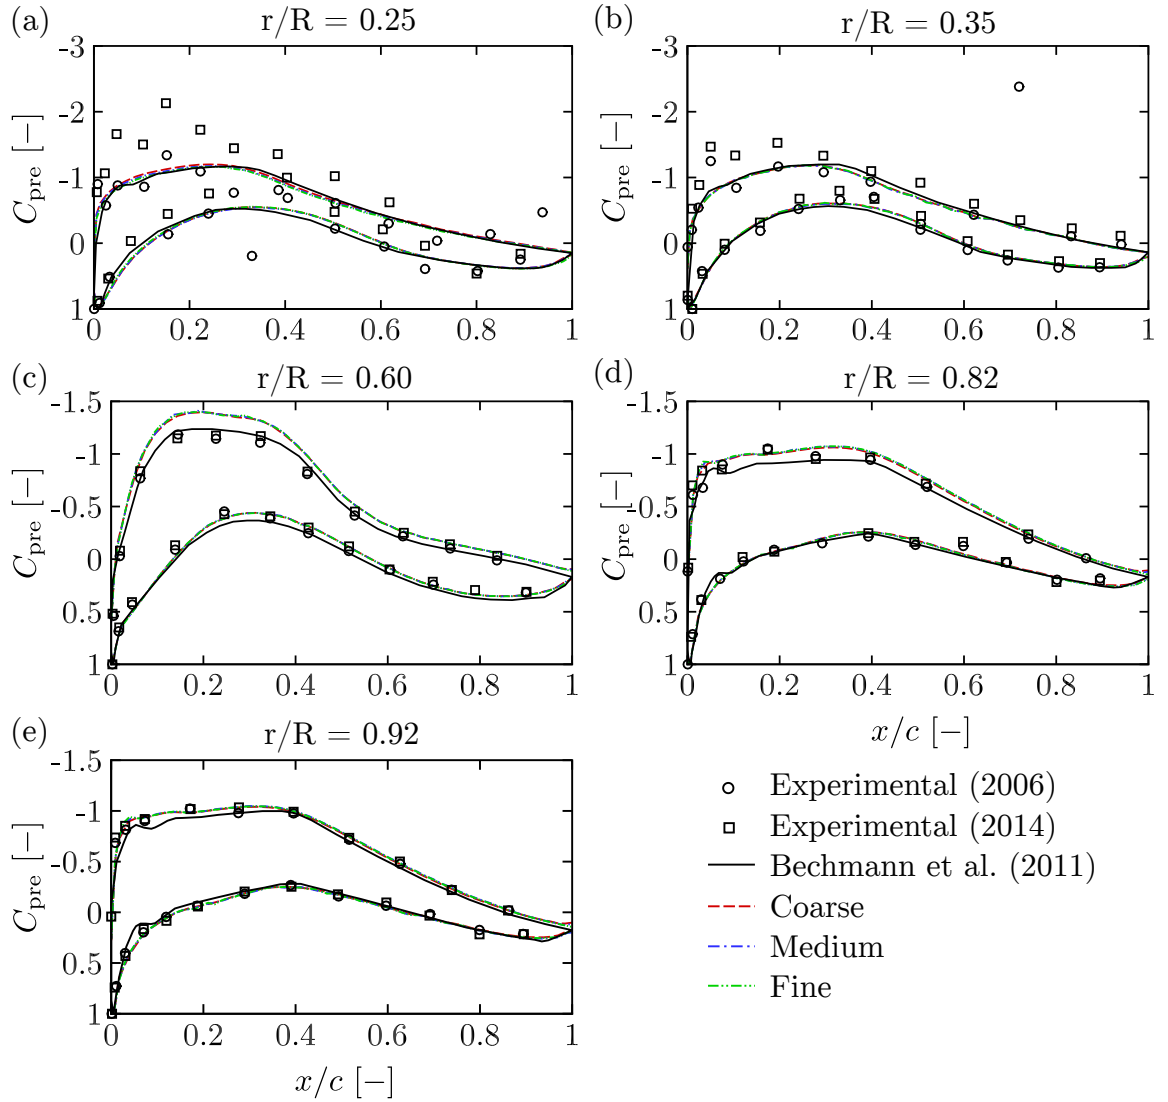 (a) r/R = 0.25
-3
-2
-1
0
1
C_pre [−]
0 0.2 0.4 0.6 0.8 1
(b) r/R = 0.35
-3
-2
-1
0
1
C_pre [−]
0 0.2 0.4 0.6 0.8 1
(c) r/R = 0.60
-1.5
-1
-0.5
0
0.5
1
C_pre [−]
0 0.2 0.4 0.6 0.8 1
(d) r/R = 0.82
-1.5
-1
-0.5
0
0.5
1
C_pre [−]
0 0.2 0.4 0.6 0.8 1
x/c [−]
(e) r/R = 0.92
-1.5
-1
-0.5
0
0.5
1
C_pre [−]
0 0.2 0.4 0.6 0.8 1
x/c [−]
Experimental (2006)
Experimental (2014)
Bechmann et al. (2011)
Coarse
Medium
Fine